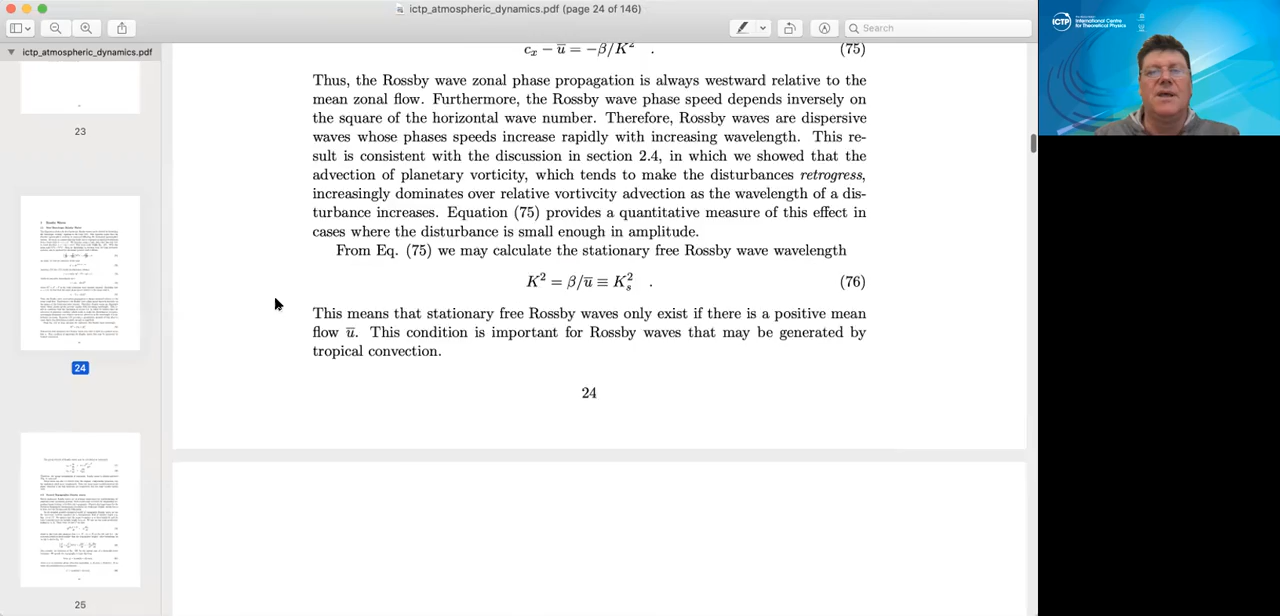 ictp_atmospheric_dynamics.pdf (page 24 of 146)
Search
ictp_atmospheric_dynamics.pdf
23
24
25
c_x − u̅ = −β/K² . (75)
Thus, the Rossby wave zonal phase propagation is always westward relative to the
mean zonal flow. Furthermore, the Rossby wave phase speed depends inversely on
the square of the horizontal wave number. Therefore, Rossby waves are dispersive
waves whose phases speeds increase rapidly with increasing wavelength. This re-
sult is consistent with the discussion in section 2.4, in which we showed that the
advection of planetary vorticity, which tends to make the disturbances retrogress,
increasingly dominates over relative vortivcity advection as the wavelength of a dis-
turbance increases. Equation (75) provides a quantitative measure of this effect in
cases where the disturbance is small enough in amplitude.
From Eq. (75) we may calculate the stationary free Rossby wave wavelength
K² = β/u̅ ≡ K_s² . (76)
This means that stationary free Rossby waves only exist if there is a positive mean
flow u̅. This condition is important for Rossby waves that may be generated by
tropical convection.
24
ICTP
International Centre
for Theoretical Physics